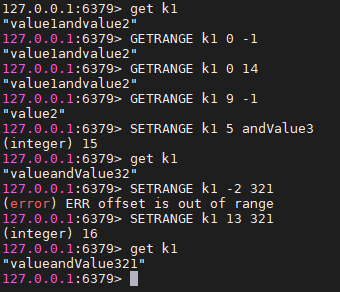 127.0.0.1:6379> get k1
"value1andvalue2"
127.0.0.1:6379> GETRANGE k1 0 -1
"value1andvalue2"
127.0.0.1:6379> GETRANGE k1 0 14
"value1andvalue2"
127.0.0.1:6379> GETRANGE k1 9 -1
"value2"
127.0.0.1:6379> SETRANGE k1 5 andValue3
(integer) 15
127.0.0.1:6379> get k1
"valueandValue32"
127.0.0.1:6379> SETRANGE k1 -2 321
(error) ERR offset is out of range
127.0.0.1:6379> SETRANGE k1 13 321
(integer) 16
127.0.0.1:6379> get k1
"valueandValue321"
127.0.0.1:6379>